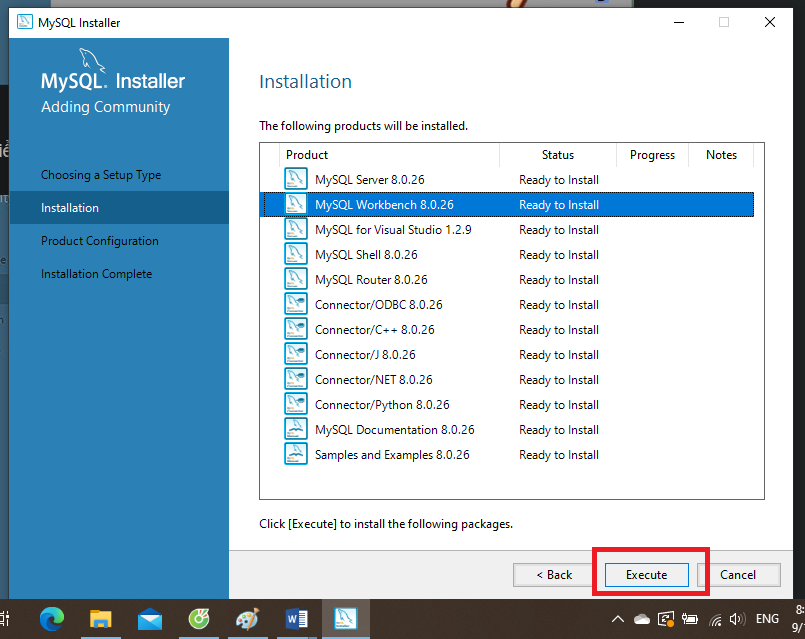 MySQL Installer
MySQL. Installer
Adding Community
Choosing a Setup Type
Installation
Product Configuration
Installation Complete
Installation
The following products will be installed.
Product Status Progress Notes
MySQL Server 8.0.26 Ready to Install
MySQL Workbench 8.0.26 Ready to Install
MySQL for Visual Studio 1.2.9 Ready to Install
MySQL Shell 8.0.26 Ready to Install
MySQL Router 8.0.26 Ready to Install
Connector/ODBC 8.0.26 Ready to Install
Connector/C++ 8.0.26 Ready to Install
Connector/J 8.0.26 Ready to Install
Connector/NET 8.0.26 Ready to Install
Connector/Python 8.0.26 Ready to Install
MySQL Documentation 8.0.26 Ready to Install
Samples and Examples 8.0.26 Ready to Install
Click [Execute] to install the following packages.
< Back Execute Cancel
ENG